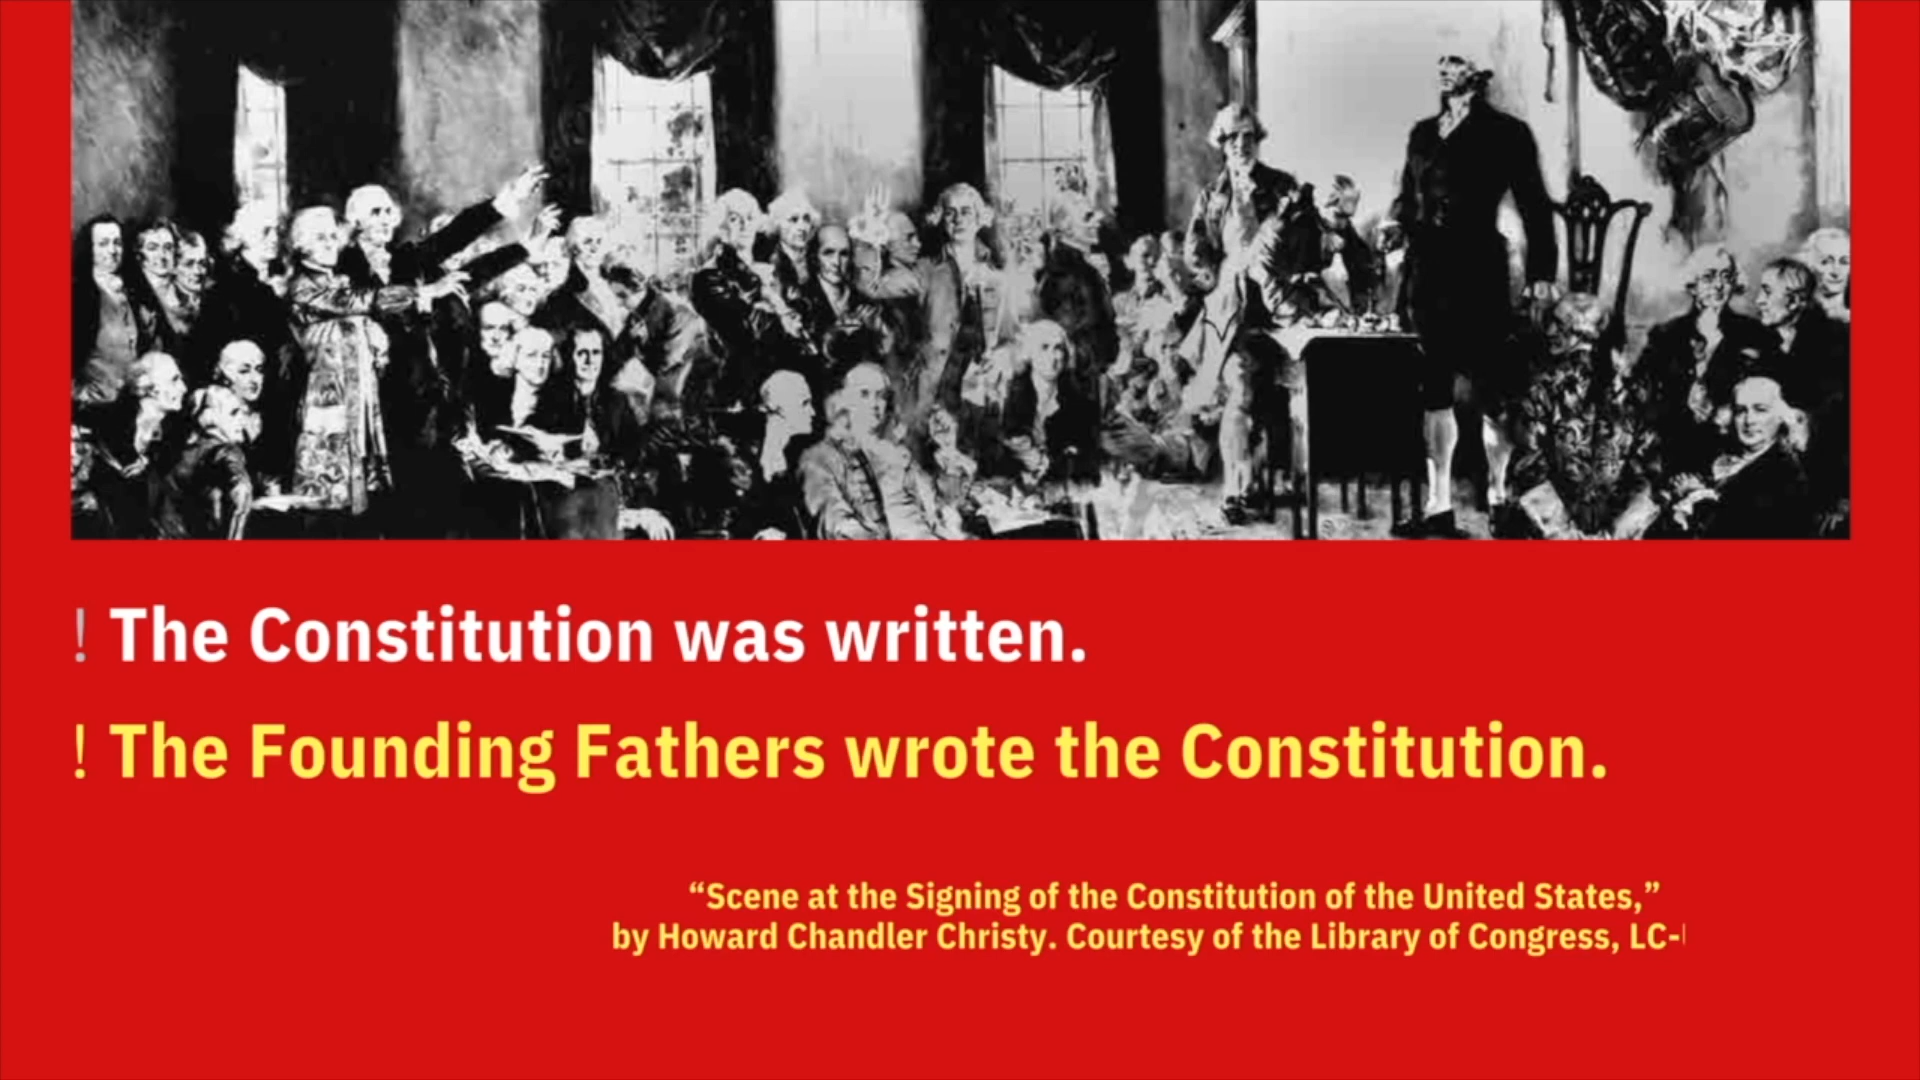 ! The Constitution was written.
! The Founding Fathers wrote the Constitution.
“Scene at the Signing of the Constitution of the United States,”
by Howard Chandler Christy. Courtesy of the Library of Congress, LC-